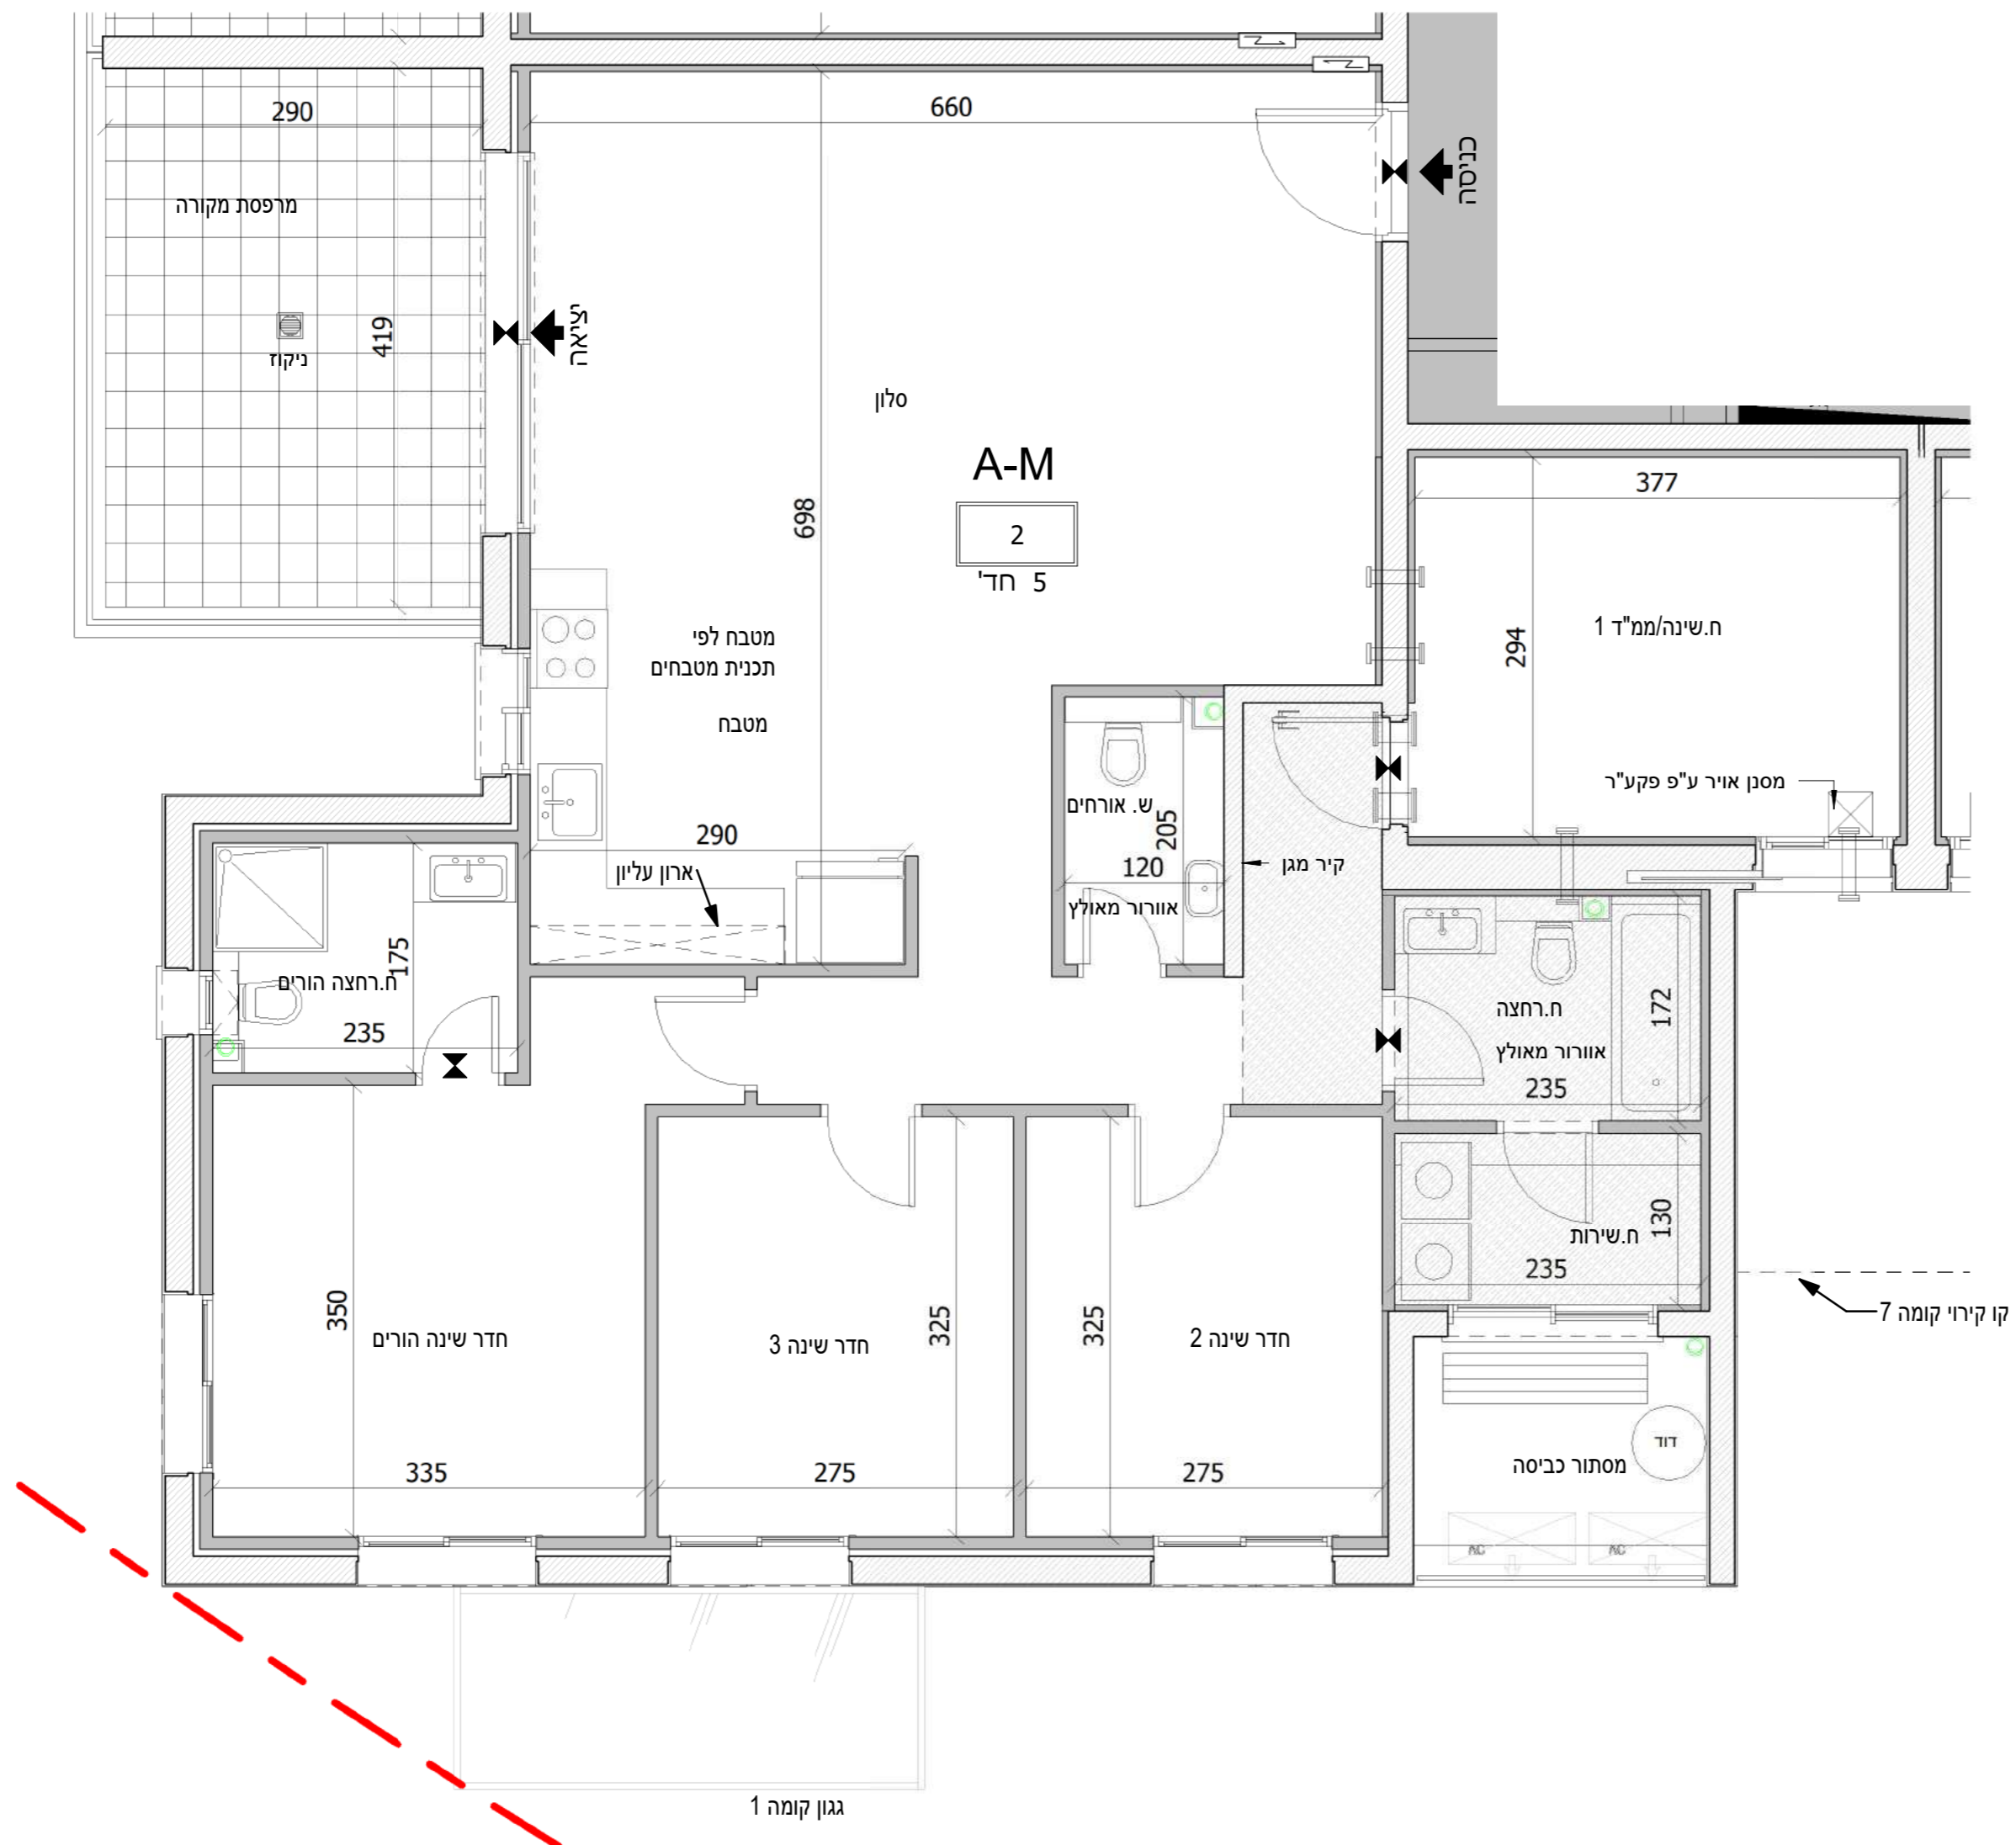 290
660
כניסה
מרפסת מקורה
419
ניקוז
יציאה
סלון
A-M
2
5 חד'
698
377
294
ח.שינה/ממ"ד 1
מטבח לפי
תכנית מטבחים
מטבח
מסנן אויר ע"פ פקע"ר
ש. אורחים
205
120
אוורור מאולץ
קיר מגן
290
ארון עליון
175
ח.רחצה הורים
235
ח.רחצה
אוורור מאולץ
172
235
130
ח.שירות
235
קו קירוי קומה 7
350
חדר שינה הורים
335
325
חדר שינה 3
275
325
חדר שינה 2
275
דוד
מסתור כביסה
AC
AC
גגון קומה 1